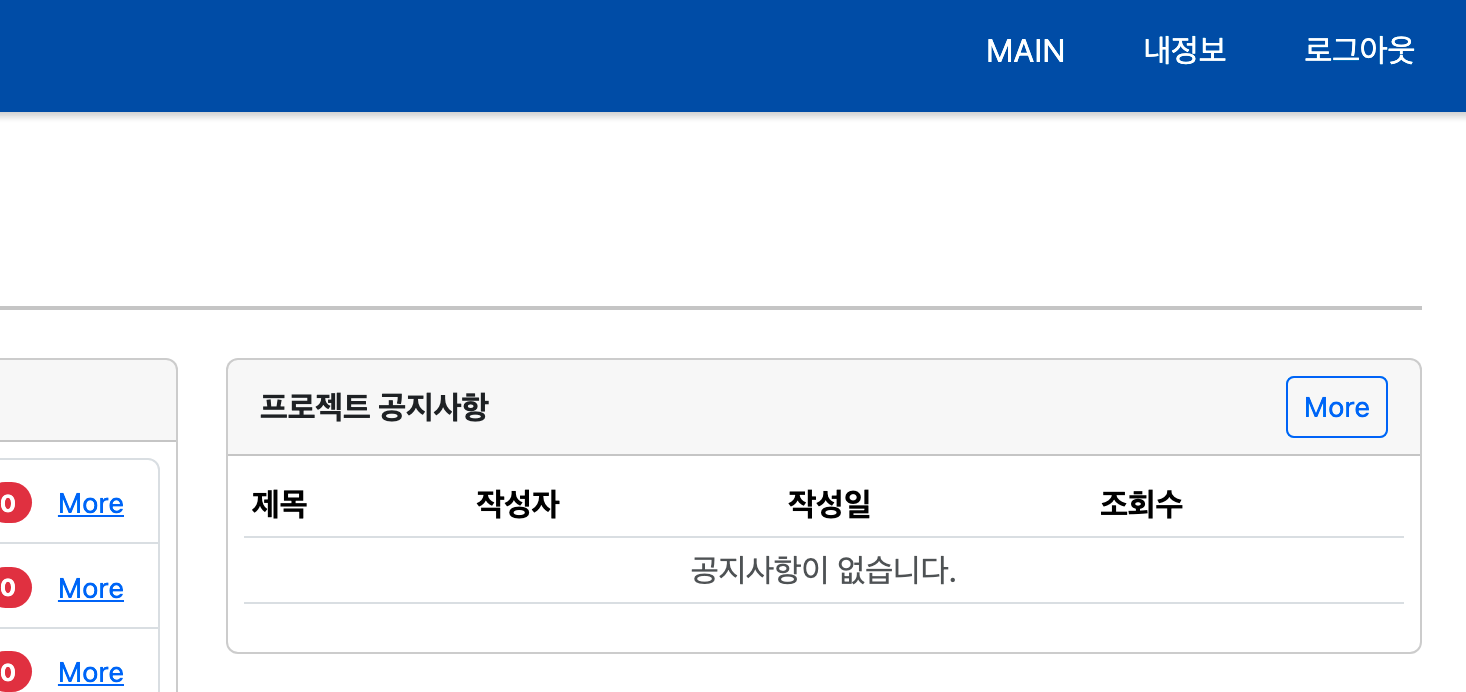 MAIN 내정보 로그아웃
프로젝트 공지사항 More
제목 작성자 작성일 조회수
공지사항이 없습니다.
0 More
0 More
0 More